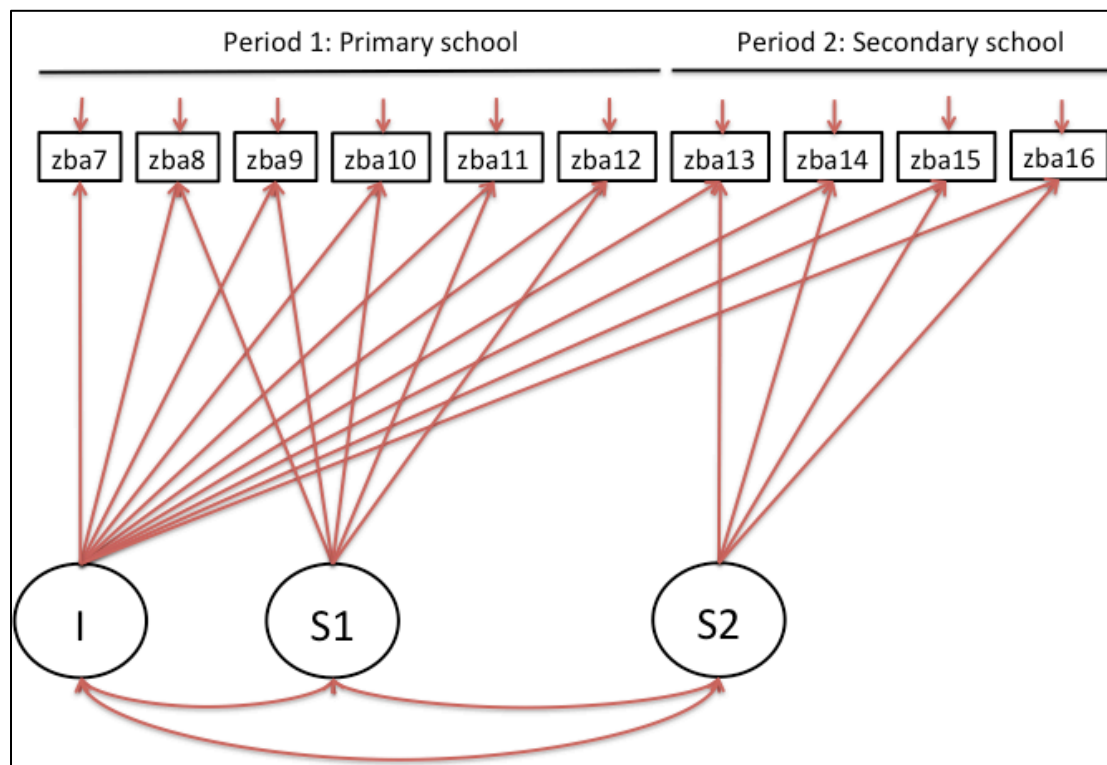 Period 1: Primary school Period 2: Secondary school
zba7 zba8 zba9 zba10 zba11 zba12 zba13 zba14 zba15 zba16
I S1 S2